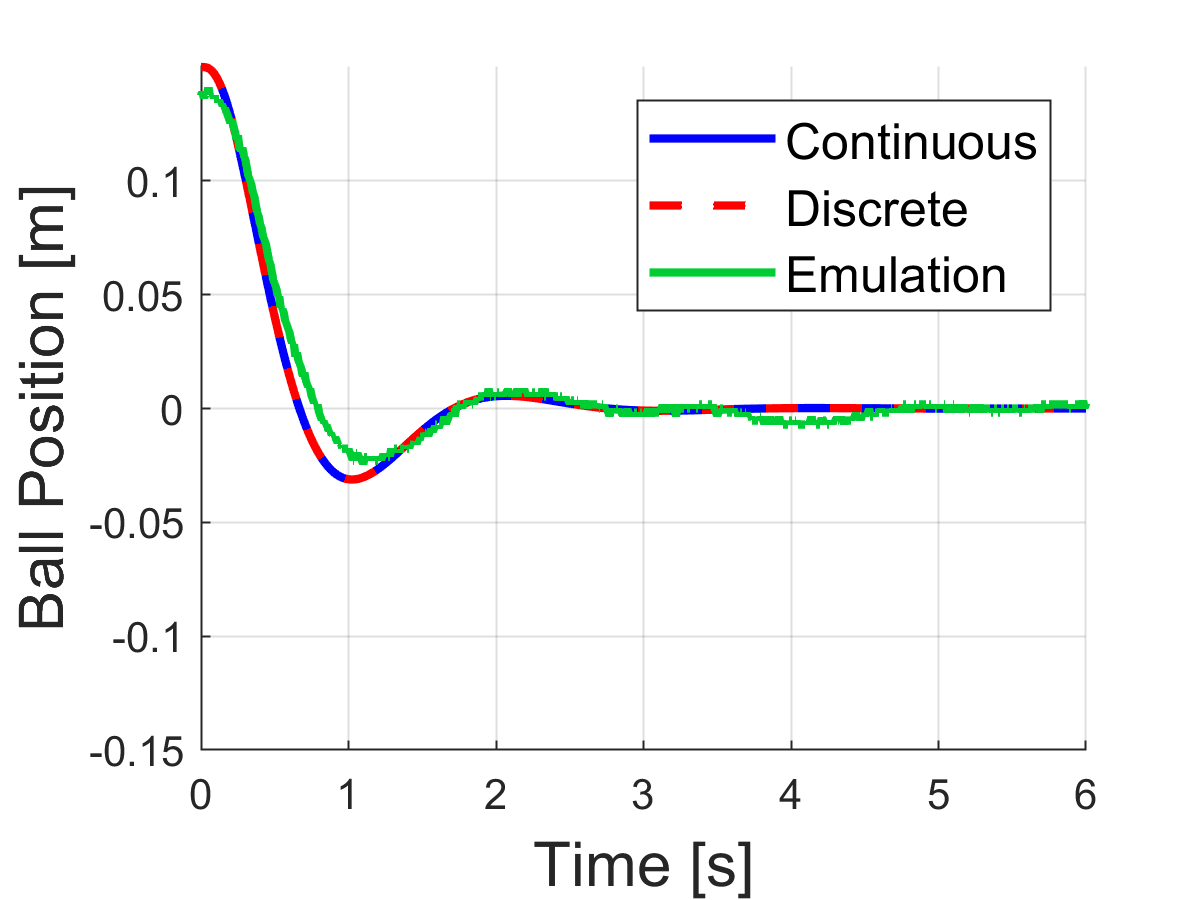 Continuous
Discrete
Emulation
Ball Position [m]
0.1
0.05
0
-0.05
-0.1
-0.15
0 1 2 3 4 5 6
Time [s]